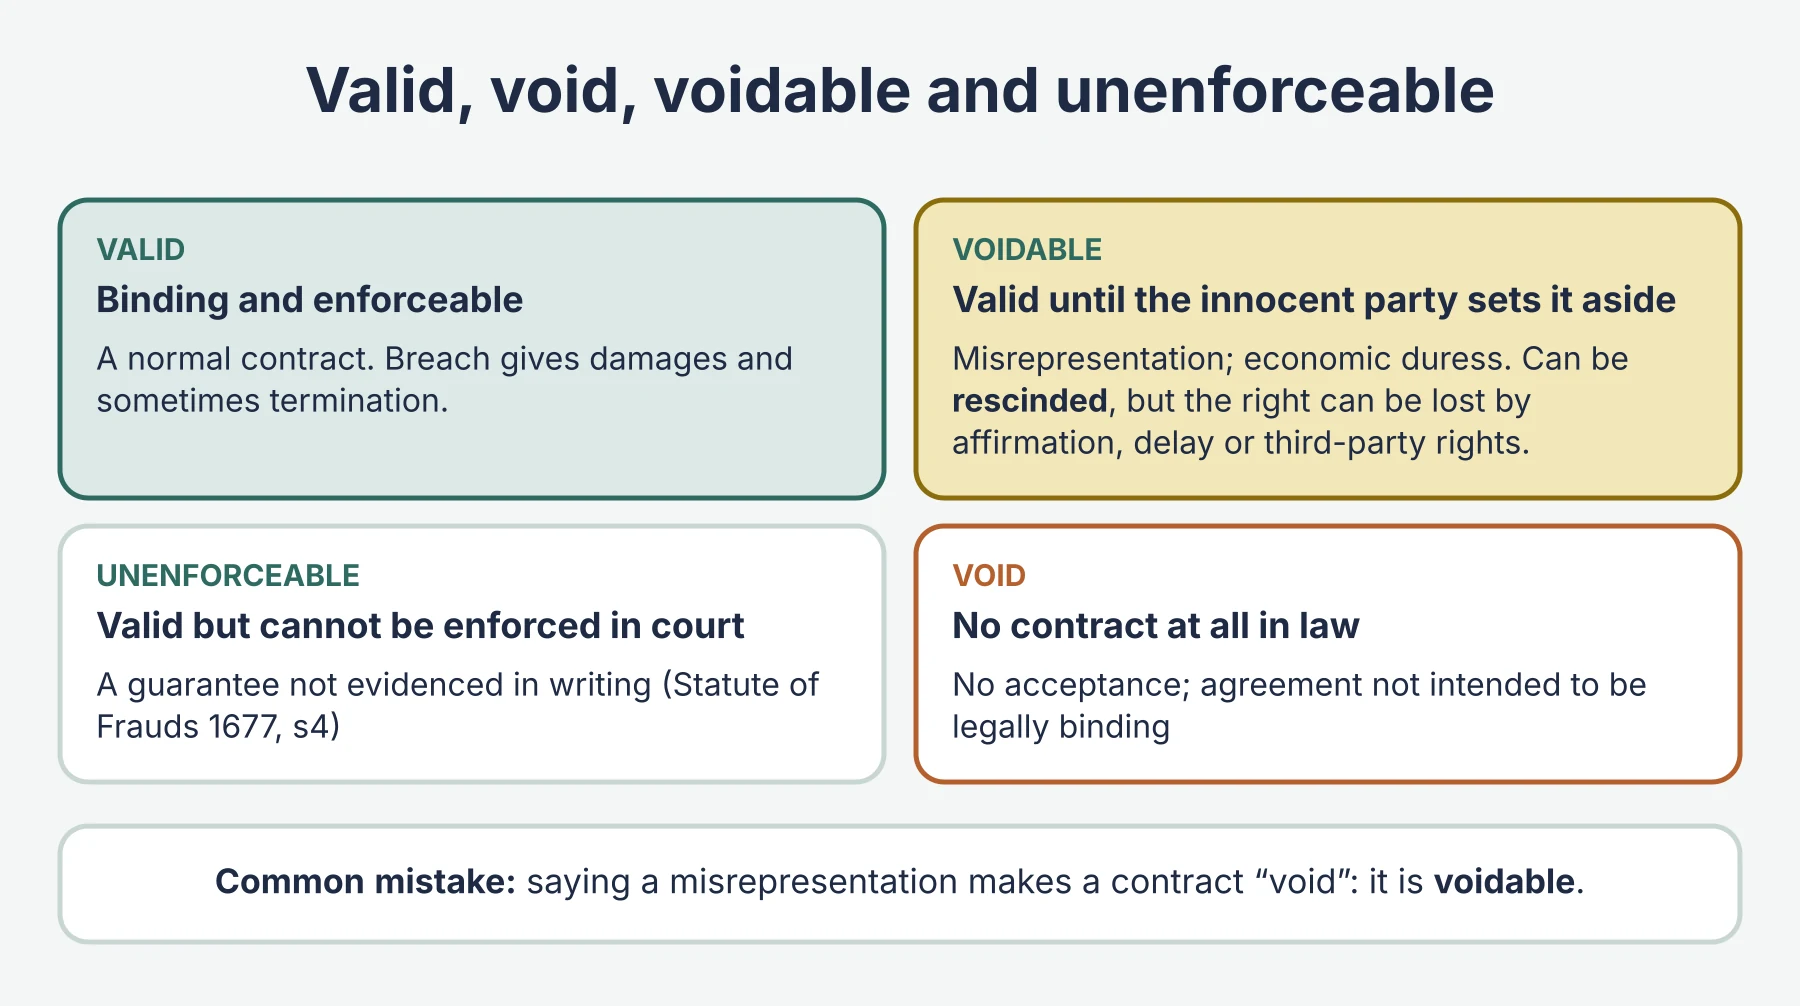 Valid, void, voidable and unenforceable
VALID
Binding and enforceable
A normal contract. Breach gives damages and
sometimes termination.
VOIDABLE
Valid until the innocent party sets it aside
Misrepresentation; economic duress. Can be
rescinded, but the right can be lost by
affirmation, delay or third-party rights.
UNENFORCEABLE
Valid but cannot be enforced in court
A guarantee not evidenced in writing (Statute of
Frauds 1677, s4)
VOID
No contract at all in law
No acceptance; agreement not intended to be
legally binding
Common mistake: saying a misrepresentation makes a contract “void”: it is voidable.